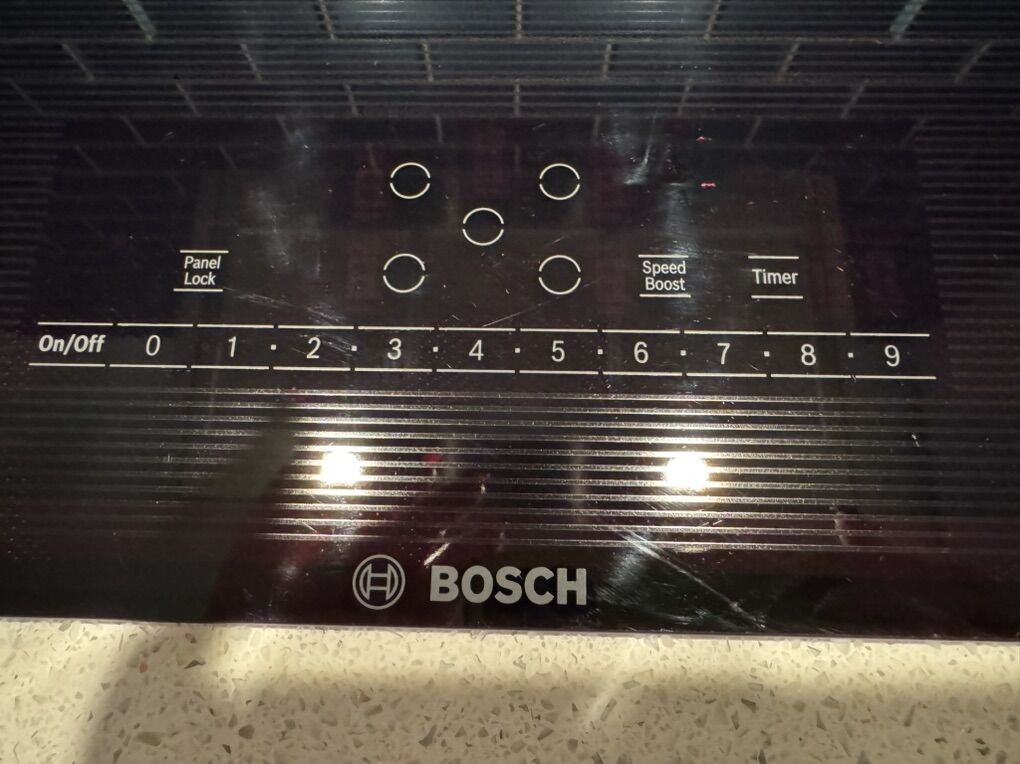 Panel
Lock
Speed
Boost
Timer
On/Off 0 1 · 2 · 3 · 4 · 5 · 6 · 7 · 8 · 9
BOSCH